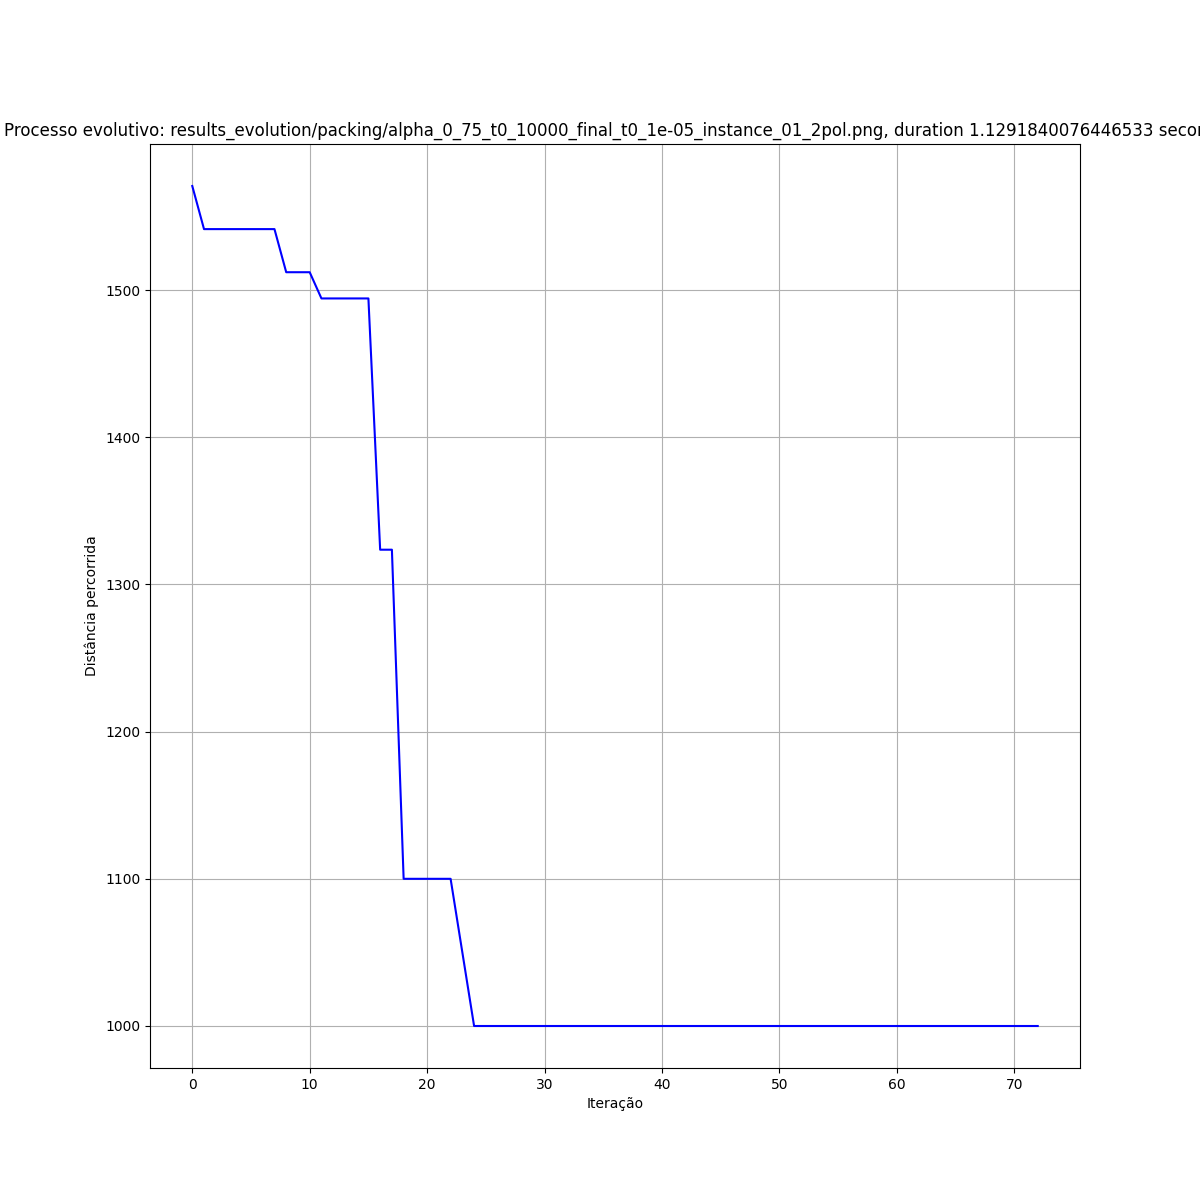 Processo evolutivo: results_evolution/packing/alpha_0_75_t0_10000_final_t0_1e-05_instance_01_2pol.png, duration 1.1291840076446533
1500
1400
1300
1200
1100
1000
Distância percorrida
0 10 20 30 40 50 60 70
Iteração